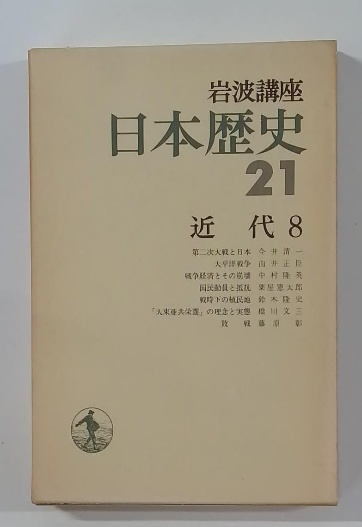 岩波講座
日本歴史
21
近代8
第二次大戦と日本 今井清一
太平洋戦争 由井正臣
戦争経済とその崩壊 中村隆英
国民動員と抵抗 粟屋憲太郎
戦時下の植民地 鈴木隆史
「大東亜共栄圏」の理念と実態 橋川文三
敗戦 藤原彰